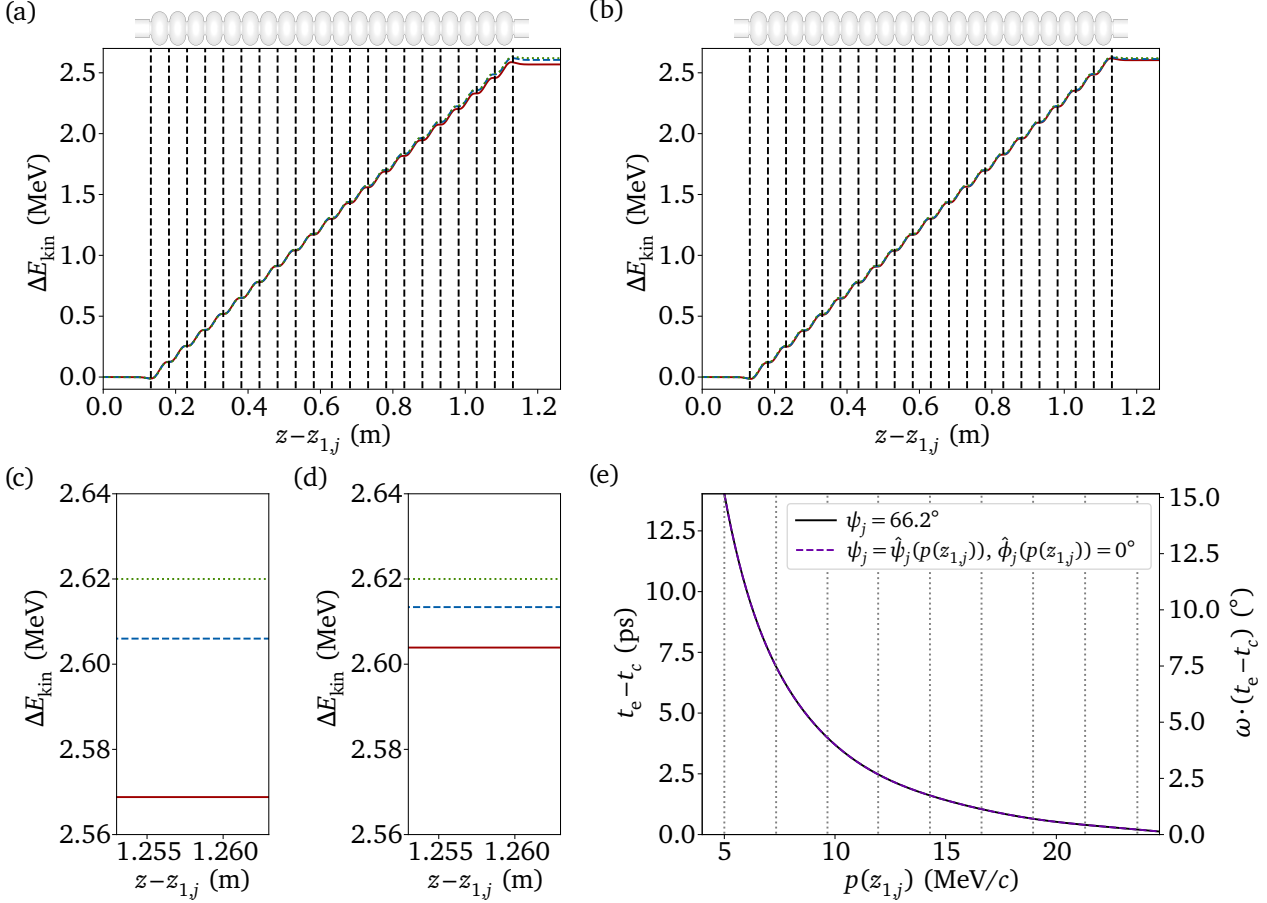 (a)
2.5
2.0
1.5
1.0
0.5
0.0
ΔE_kin (MeV)
0.0 0.2 0.4 0.6 0.8 1.0 1.2
z−z_{1,j} (m)
(b)
2.5
2.0
1.5
1.0
0.5
0.0
ΔE_kin (MeV)
0.0 0.2 0.4 0.6 0.8 1.0 1.2
z−z_{1,j} (m)
(c)
2.64
2.62
2.60
2.58
2.56
ΔE_kin (MeV)
1.255 1.260
z−z_{1,j} (m)
(d)
2.64
2.62
2.60
2.58
2.56
ΔE_kin (MeV)
1.255 1.260
z−z_{1,j} (m)
(e)
12.5
10.0
7.5
5.0
2.5
0.0
t_e−t_c (ps)
ψ_j = 66.2°
ψ_j = ψ̂_j(p(z_{1,j})), ϕ̂_j(p(z_{1,j})) = 0°
15.0
12.5
10.0
7.5
5.0
2.5
0.0
ω·(t_e−t_c) (°)
5 10 15 20
p(z_{1,j}) (MeV/c)